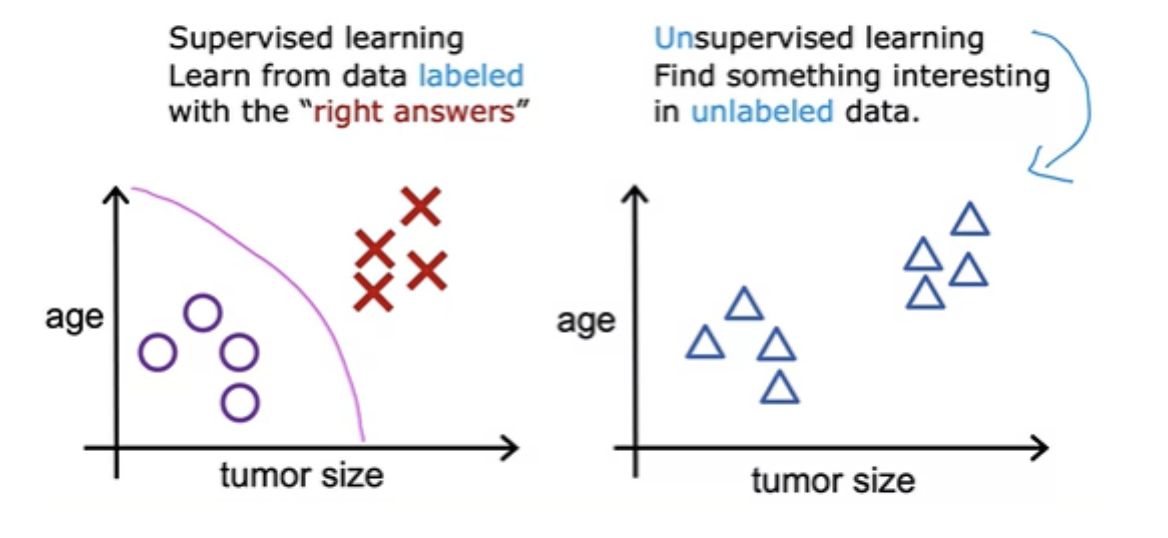 Supervised learning
Learn from data labeled
with the “right answers”
Unsupervised learning
Find something interesting
in unlabeled data.
age
tumor size
age
tumor size